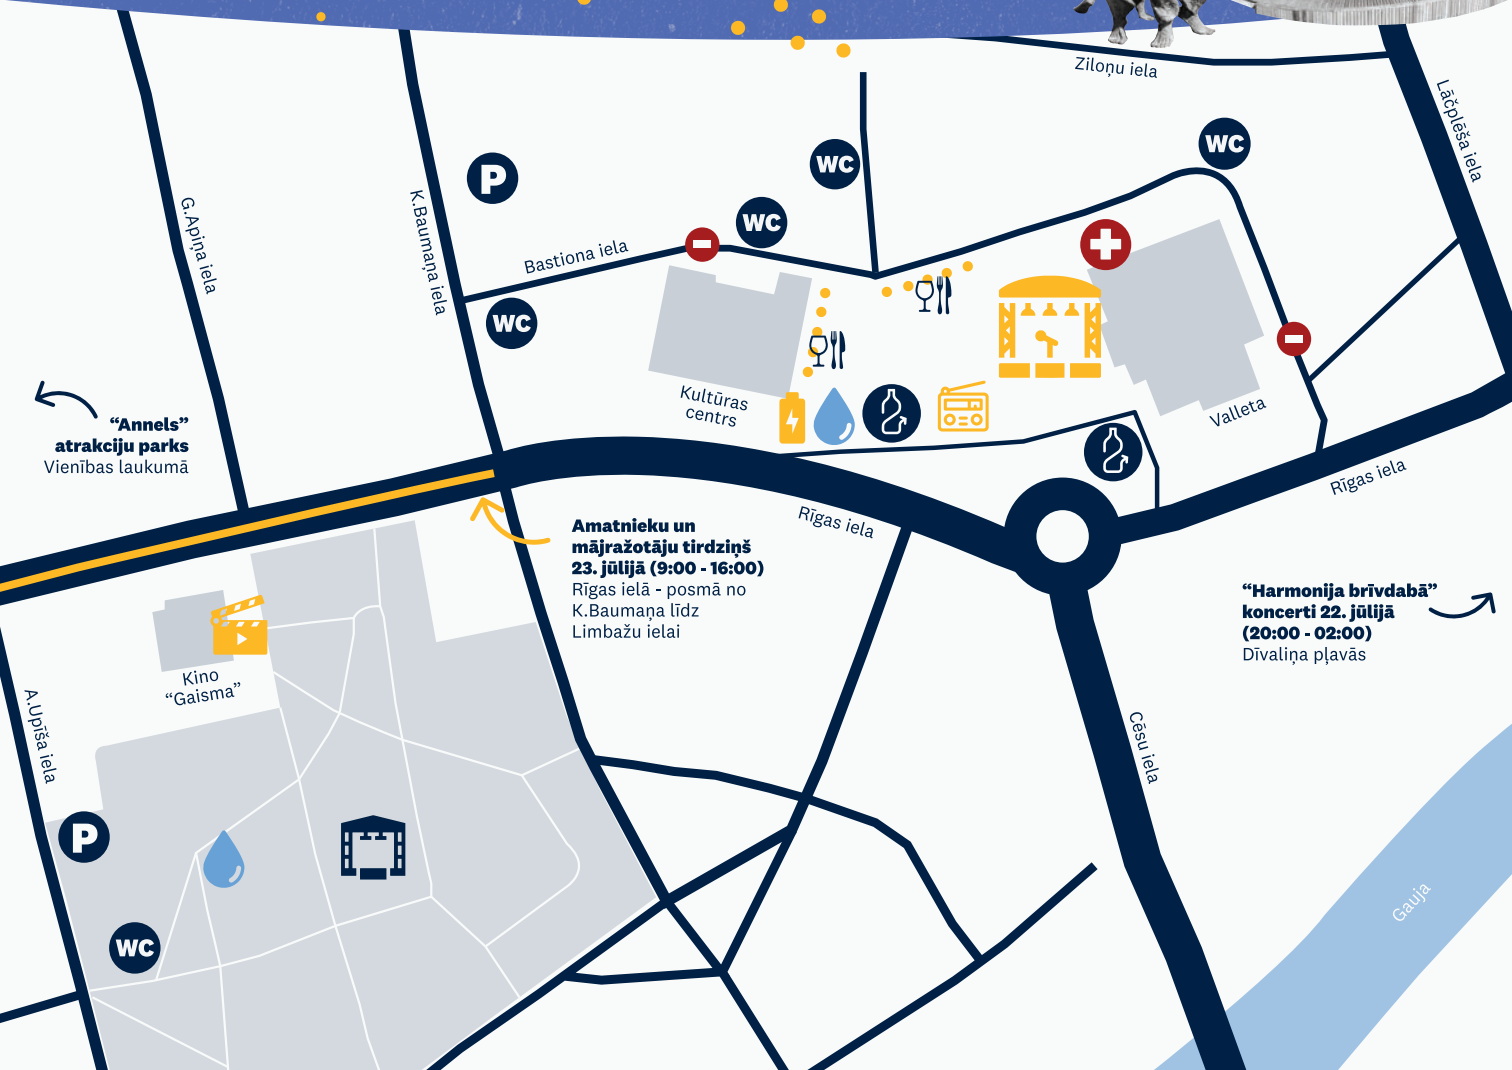 Ziloņu iela
Lāčplēša iela
WC
WC
P
WC
G.Apiņa iela
K.Baumaņa iela
Bastiona iela
WC
Kultūras
centrs
Valleta
“Annels”
atrakciju parks
Vienības laukumā
Rīgas iela
Rīgas iela
Amatnieku un
mājražotāju tirdziņš
23. jūlijā (9:00 - 16:00)
Rīgas ielā - posmā no
K.Baumaņa līdz
Limbažu ielai
“Harmonija brīvdabā”
koncerti 22. jūlijā
(20:00 - 02:00)
Dīvaliņa pļavās
Kino
“Gaisma”
A.Upīša iela
Cēsu iela
P
Gauja
WC